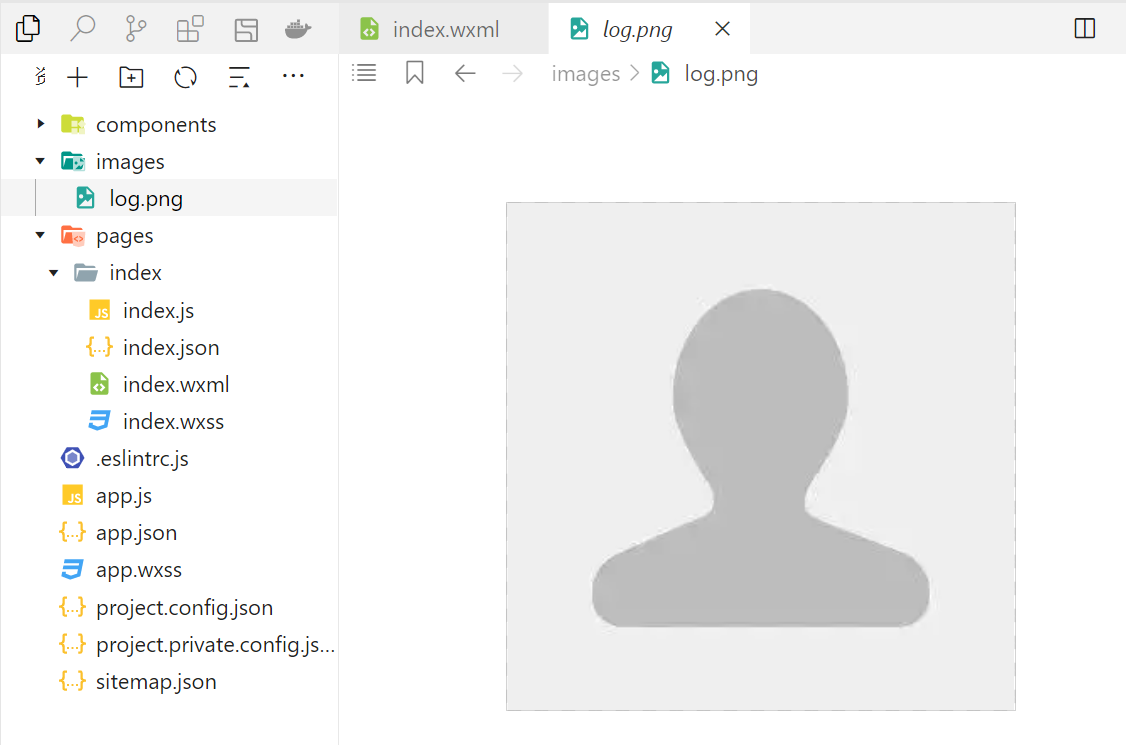 index.wxml
log.png
images > log.png
components
images
log.png
pages
index
index.js
index.json
index.wxml
index.wxss
.eslintrc.js
app.js
app.json
app.wxss
project.config.json
project.private.config.js...
sitemap.json